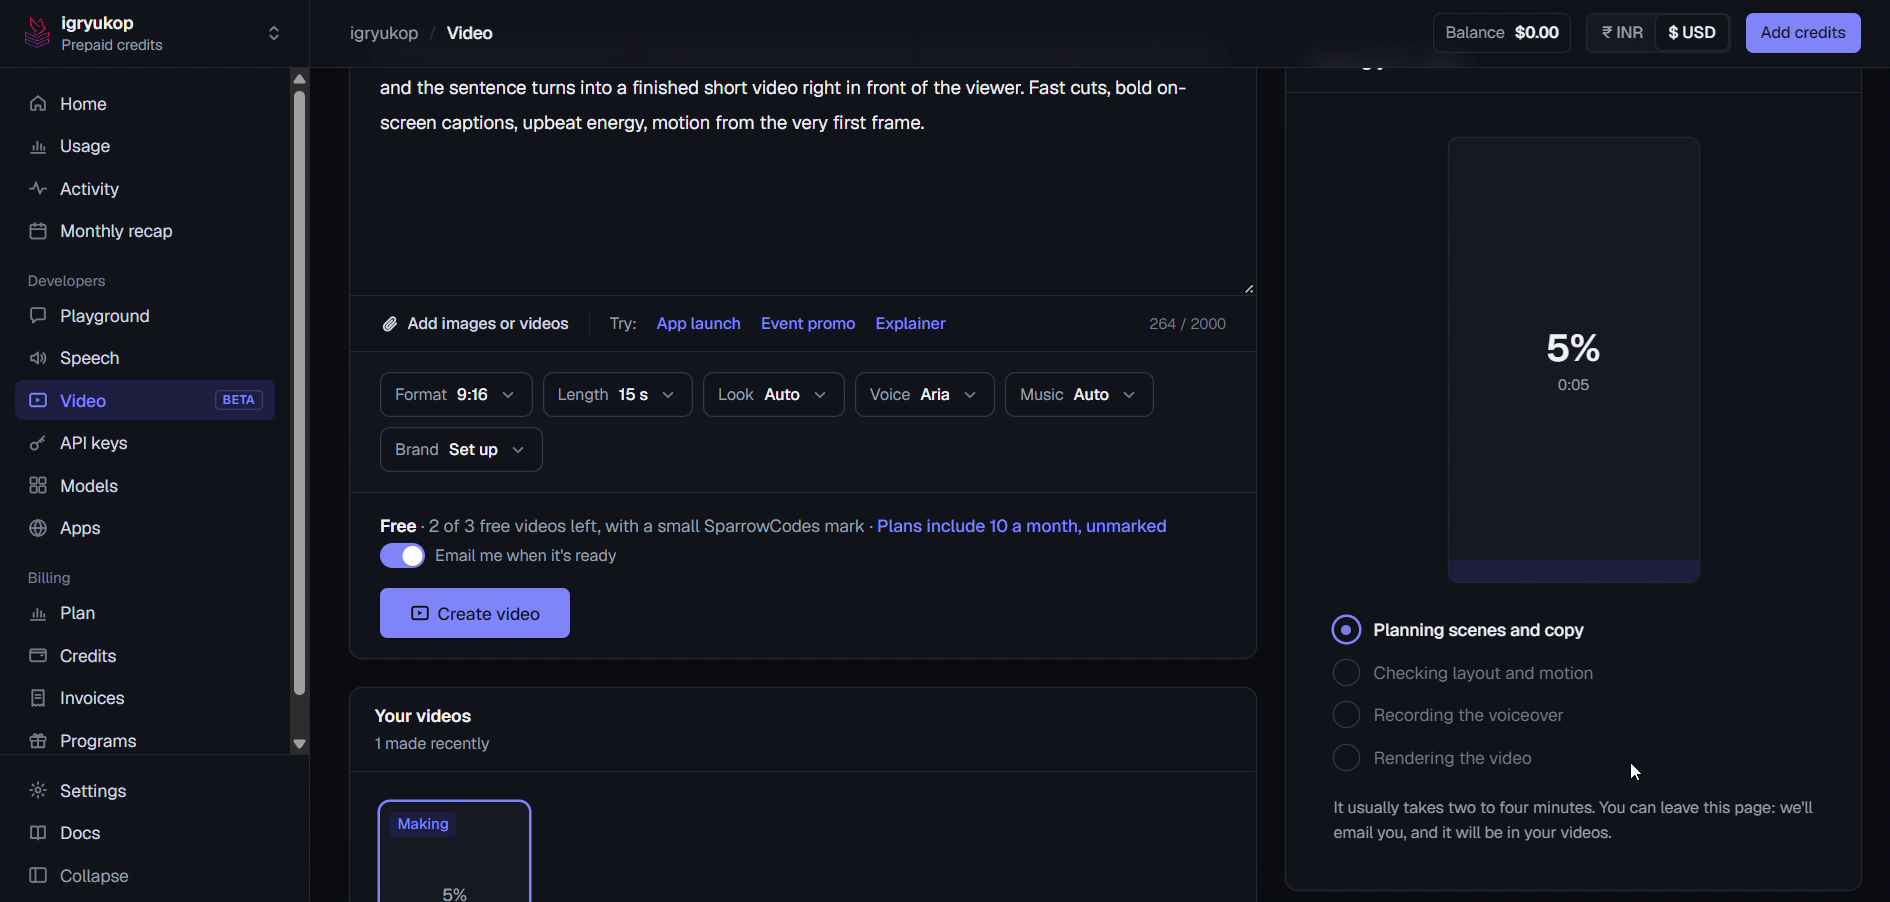 igryukop
Prepaid credits
igryukop / Video
Balance $0.00
₹ INR
$ USD
Add credits
Home
Usage
Activity
Monthly recap
Developers
Playground
Speech
Video
BETA
API keys
Models
Apps
Billing
Plan
Credits
Invoices
Programs
Settings
Docs
Collapse
and the sentence turns into a finished short video right in front of the viewer. Fast cuts, bold on-
screen captions, upbeat energy, motion from the very first frame.
Add images or videos
Try: App launch Event promo Explainer
264 / 2000
Format 9:16
Length 15 s
Look Auto
Voice Aria
Music Auto
Brand Set up
Free · 2 of 3 free videos left, with a small SparrowCodes mark · Plans include 10 a month, unmarked
Email me when it's ready
Create video
Your videos
1 made recently
Making
5%
5%
0:05
Planning scenes and copy
Checking layout and motion
Recording the voiceover
Rendering the video
It usually takes two to four minutes. You can leave this page: we'll
email you, and it will be in your videos.